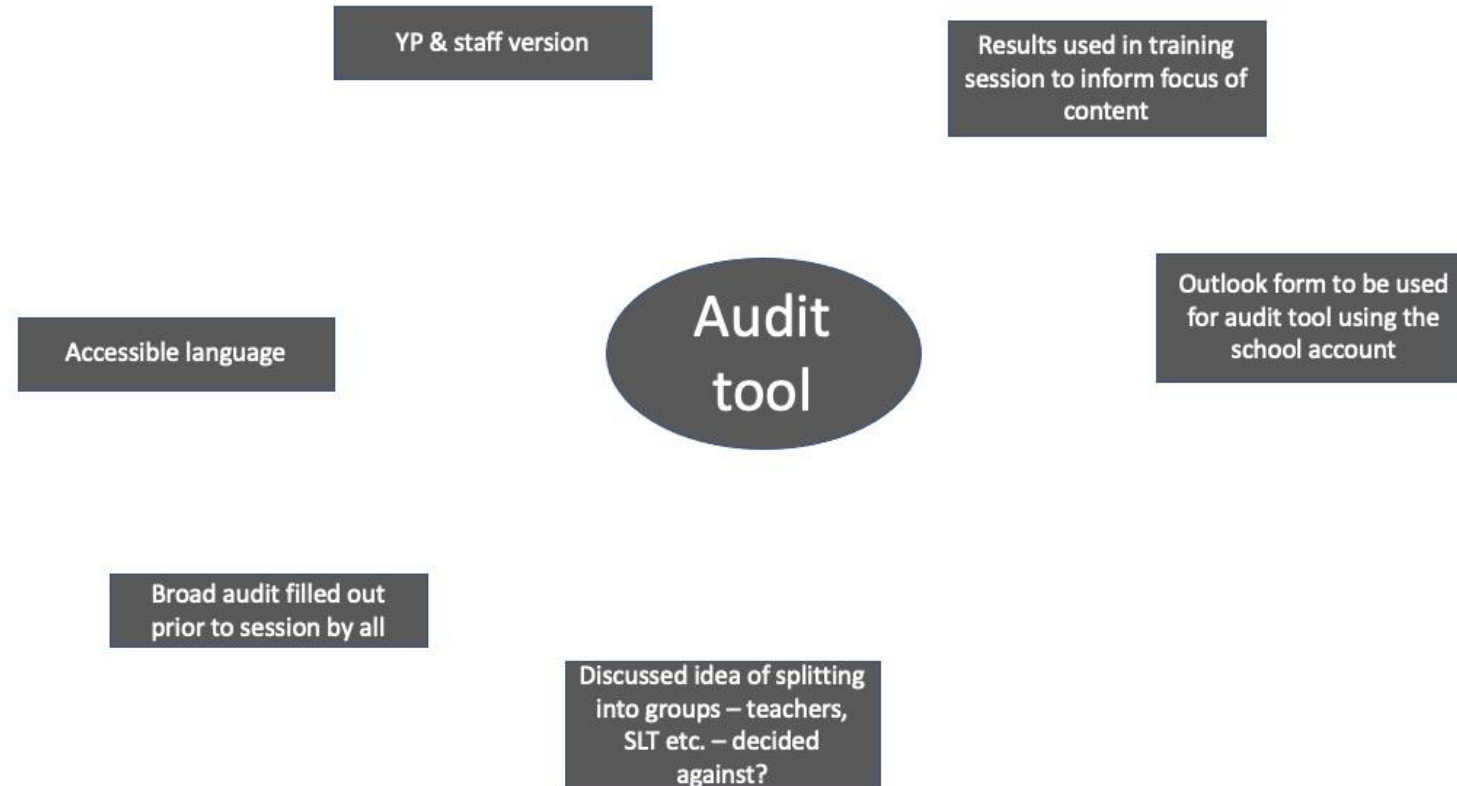 YP & staff version
Results used in training
session to inform focus of
content
Outlook form to be used
for audit tool using the
school account
Audit
tool
Accessible language
Broad audit filled out
prior to session by all
Discussed idea of splitting
into groups – teachers,
SLT etc. – decided
against?